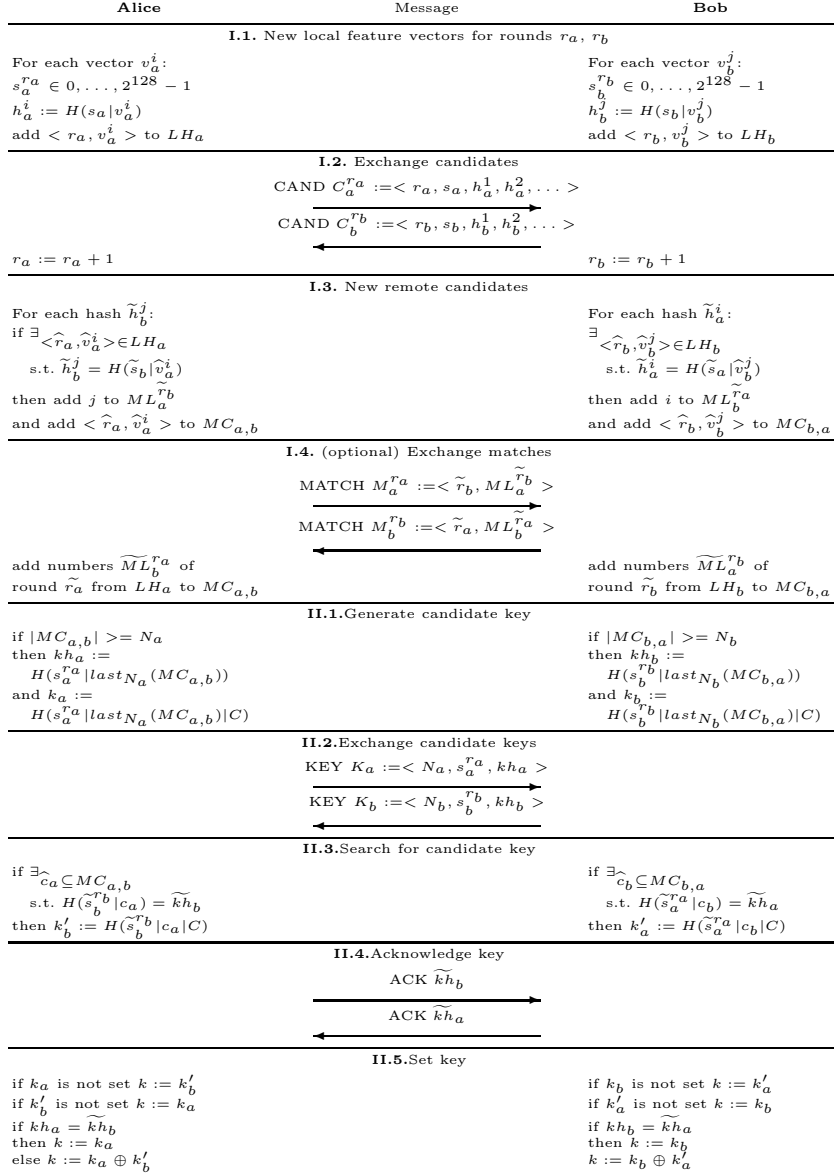 Alice Message Bob
I.1. New local feature vectors for rounds r_a, r_b
For each vector v_a^i: For each vector v_b^j:
s_a^{r_a} ∈ 0, . . . , 2^{128} − 1 s_b^{r_b} ∈ 0, . . . , 2^{128} − 1
h_a^i := H(s_a|v_a^i) h_b^j := H(s_b|v_b^j)
add < r_a, v_a^i > to LH_a add < r_b, v_b^j > to LH_b
I.2. Exchange candidates
CAND C_a^{r_a} :=< r_a, s_a, h_a^1, h_a^2, . . . >
CAND C_b^{r_b} :=< r_b, s_b, h_b^1, h_b^2, . . . >
r_a := r_a + 1 r_b := r_b + 1
I.3. New remote candidates
For each hash h̃_b^j: For each hash h̃_a^i:
if ∃_{<r̂_a, v̂_a^i>∈LH_a} ∃_{<r̂_b, v̂_b^j>∈LH_b}
s.t. h̃_b^j = H(s̃_b|v̂_a^i) s.t. h̃_a^i = H(s̃_a|v̂_b^j)
then add j to ML_a^{r̃_b} then add i to ML_b^{r̃_a}
and add < r̂_a, v̂_a^i > to MC_{a,b} and add < r̂_b, v̂_b^j > to MC_{b,a}
I.4. (optional) Exchange matches
MATCH M_a^{r_a} :=< r̃_b, ML_a^{r̃_b} >
MATCH M_b^{r_b} :=< r̃_a, ML_b^{r̃_a} >
add numbers M̃L_b^{r_a} of add numbers M̃L_a^{r_b} of
round r̃_a from LH_a to MC_{a,b} round r̃_b from LH_b to MC_{b,a}
II.1.Generate candidate key
if |MC_{a,b}| >= N_a if |MC_{b,a}| >= N_b
then kh_a := then kh_b :=
H(s_a^{r_a}|last_{N_a}(MC_{a,b})) H(s_b^{r_b}|last_{N_b}(MC_{b,a}))
and k_a := and k_b :=
H(s_a^{r_a}|last_{N_a}(MC_{a,b})|C) H(s_b^{r_b}|last_{N_b}(MC_{b,a})|C)
II.2.Exchange candidate keys
KEY K_a :=< N_a, s_a^{r_a}, kh_a >
KEY K_b :=< N_b, s_b^{r_b}, kh_b >
II.3.Search for candidate key
if ∃_{ĉ_a⊆MC_{a,b}} if ∃_{ĉ_b⊆MC_{b,a}}
s.t. H(s̃_b^{r_b}|c_a) = k̃h_b s.t. H(s̃_a^{r_a}|c_b) = k̃h_a
then k′_b := H(s̃_b^{r_b}|c_a|C) then k′_a := H(s̃_a^{r_a}|c_b|C)
II.4.Acknowledge key
ACK k̃h_b
ACK k̃h_a
II.5.Set key
if k_a is not set k := k′_b if k_b is not set k := k′_a
if k′_b is not set k := k_a if k′_a is not set k := k_b
if kh_a = k̃h_b if kh_b = k̃h_a
then k := k_a then k := k_b
else k := k_a ⊕ k′_b k := k_b ⊕ k′_a